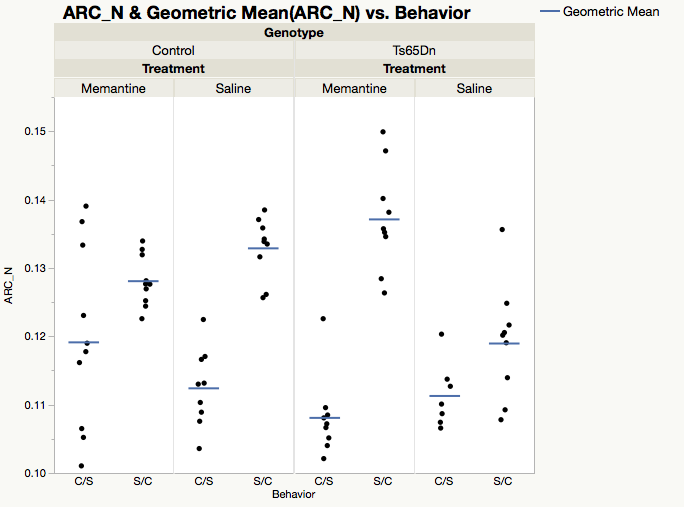 ARC_N & Geometric Mean(ARC_N) vs. Behavior
Geometric Mean
Genotype
Control Ts65Dn
Treatment Treatment
Memantine Saline Memantine Saline
0.15
0.14
0.13
0.12
0.11
0.10
ARC_N
C/S S/C C/S S/C C/S S/C C/S S/C
Behavior